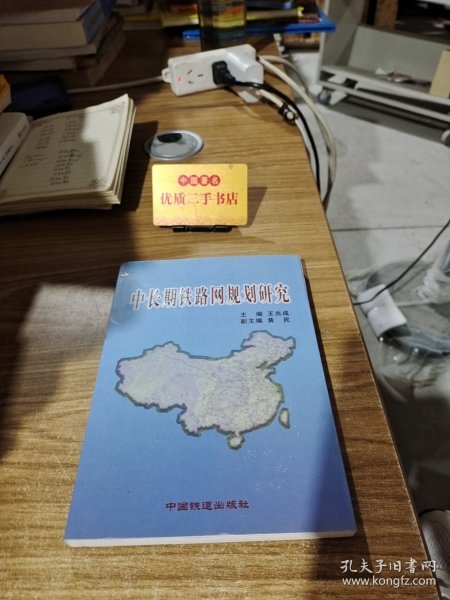 中国著名
优质二手书店
中长期铁路网规划研究
主 编 王兆成
副主编 黄 民
中国铁道出版社
孔夫子旧书网
www.kongfz.com